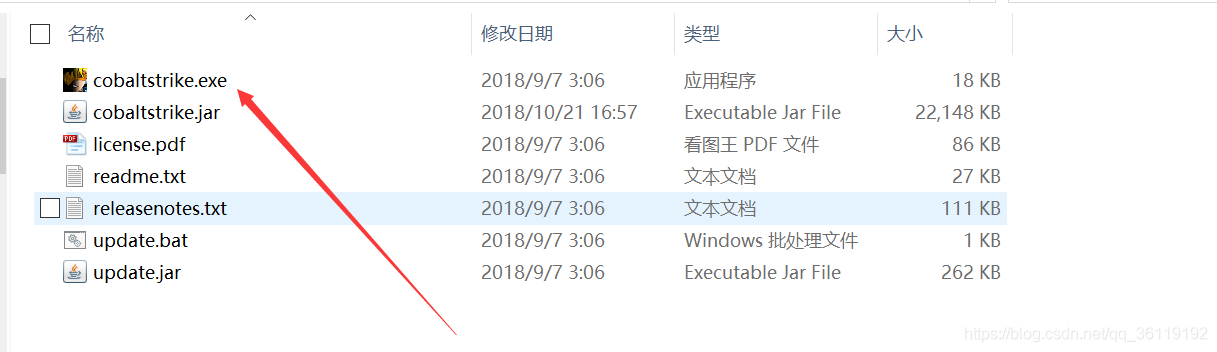 名称 修改日期 类型 大小
cobaltstrike.exe 2018/9/7 3:06 应用程序 18 KB
cobaltstrike.jar 2018/10/21 16:57 Executable Jar File 22,148 KB
PDF license.pdf 2018/9/7 3:06 看图王 PDF 文件 86 KB
readme.txt 2018/9/7 3:06 文本文档 27 KB
releasenotes.txt 2018/9/7 3:06 文本文档 111 KB
update.bat 2018/9/7 3:06 Windows 批处理文件 1 KB
update.jar 2018/9/7 3:06 Executable Jar File 262 KB
https://blog.csdn.net/qq_36119192